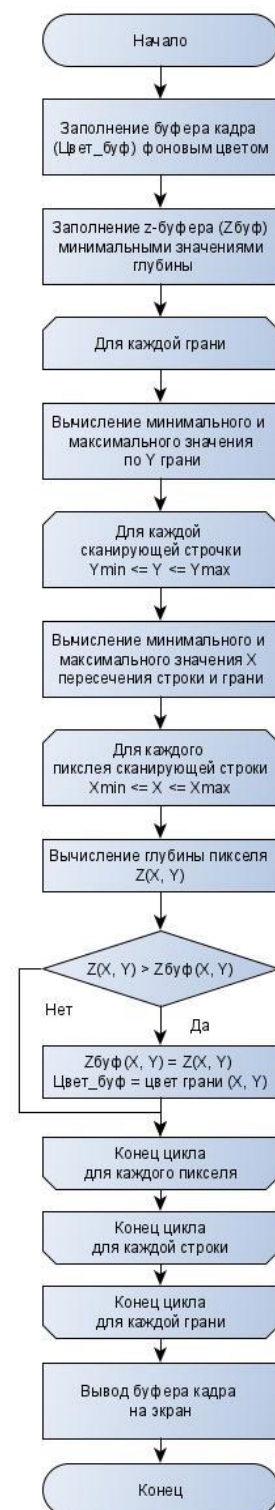 Начало
Заполнение буфера кадра
(Цвет_буф) фоновым цветом
Заполнение z-буфера (Zбуф)
минимальными значениями
глубины
Для каждой грани
Вычисление минимального и
максимального значения
по Y грани
Для каждой
сканирующей строчки
Ymin <= Y <= Ymax
Вычисление минимального и
максимального значения X
пересечения строки и грани
Для каждого
пикслея сканирующей строки
Xmin <= X <= Xmax
Вычисление глубины пикселя
Z(X, Y)
Z(X, Y) > Zбуф(X, Y)
Нет
Да
Zбуф(X, Y) = Z(X, Y)
Цвет_буф = цвет грани (X, Y)
Конец цикла
для каждого пикселя
Конец цикла
для каждой строки
Конец цикла
для каждой грани
Вывод буфера кадра
на экран
Конец